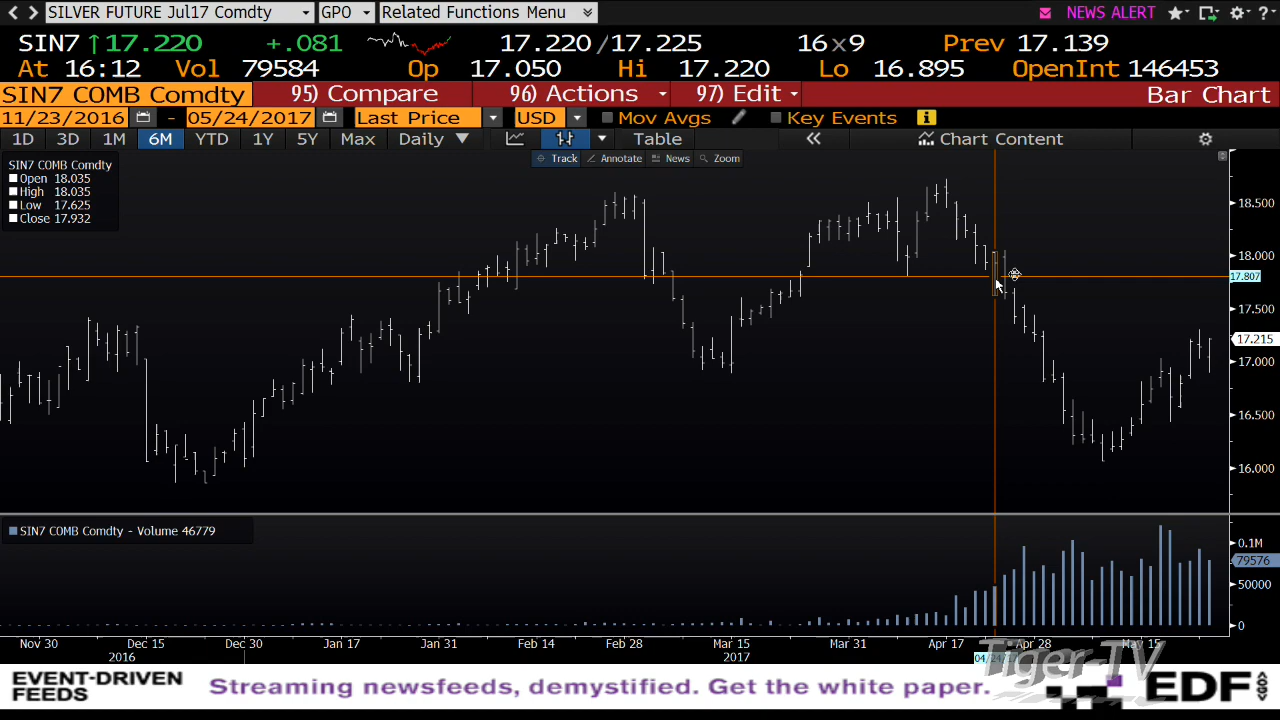 SILVER FUTURE Jul17 Comdty GPO Related Functions Menu NEWS ALERT ?
SIN7 ↑17.220 +.081 17.220/17.225 16x9 Prev 17.139
At 16:12 Vol 79584 Op 17.050 Hi 17.220 Lo 16.895 OpenInt 146453
SIN7 COMB Comdty 95) Compare 96) Actions 97) Edit Bar Chart
11/23/2016 - 05/24/2017 Last Price USD Mov Avgs Key Events
1D 3D 1M 6M YTD 1Y 5Y Max Daily ▼ Table « Chart Content
Track Annotate News Zoom
SIN7 COMB Comdty
Open 18.035
High 18.035
Low 17.625
Close 17.932
18.500
18.000
17.807
17.500
17.215
17.000
16.500
16.000
SIN7 COMB Comdty - Volume 46779
0.1M
79576
50000
0
Nov 30 Dec 15 Dec 30 Jan 17 Jan 31 Feb 14 Feb 28 Mar 15 Mar 31 Apr 17 Apr 28 May 15
2016 2017
Tiger-TV
EVENT-DRIVEN
FEEDS
Streaming newsfeeds, demystified. Get the white paper.
EDF